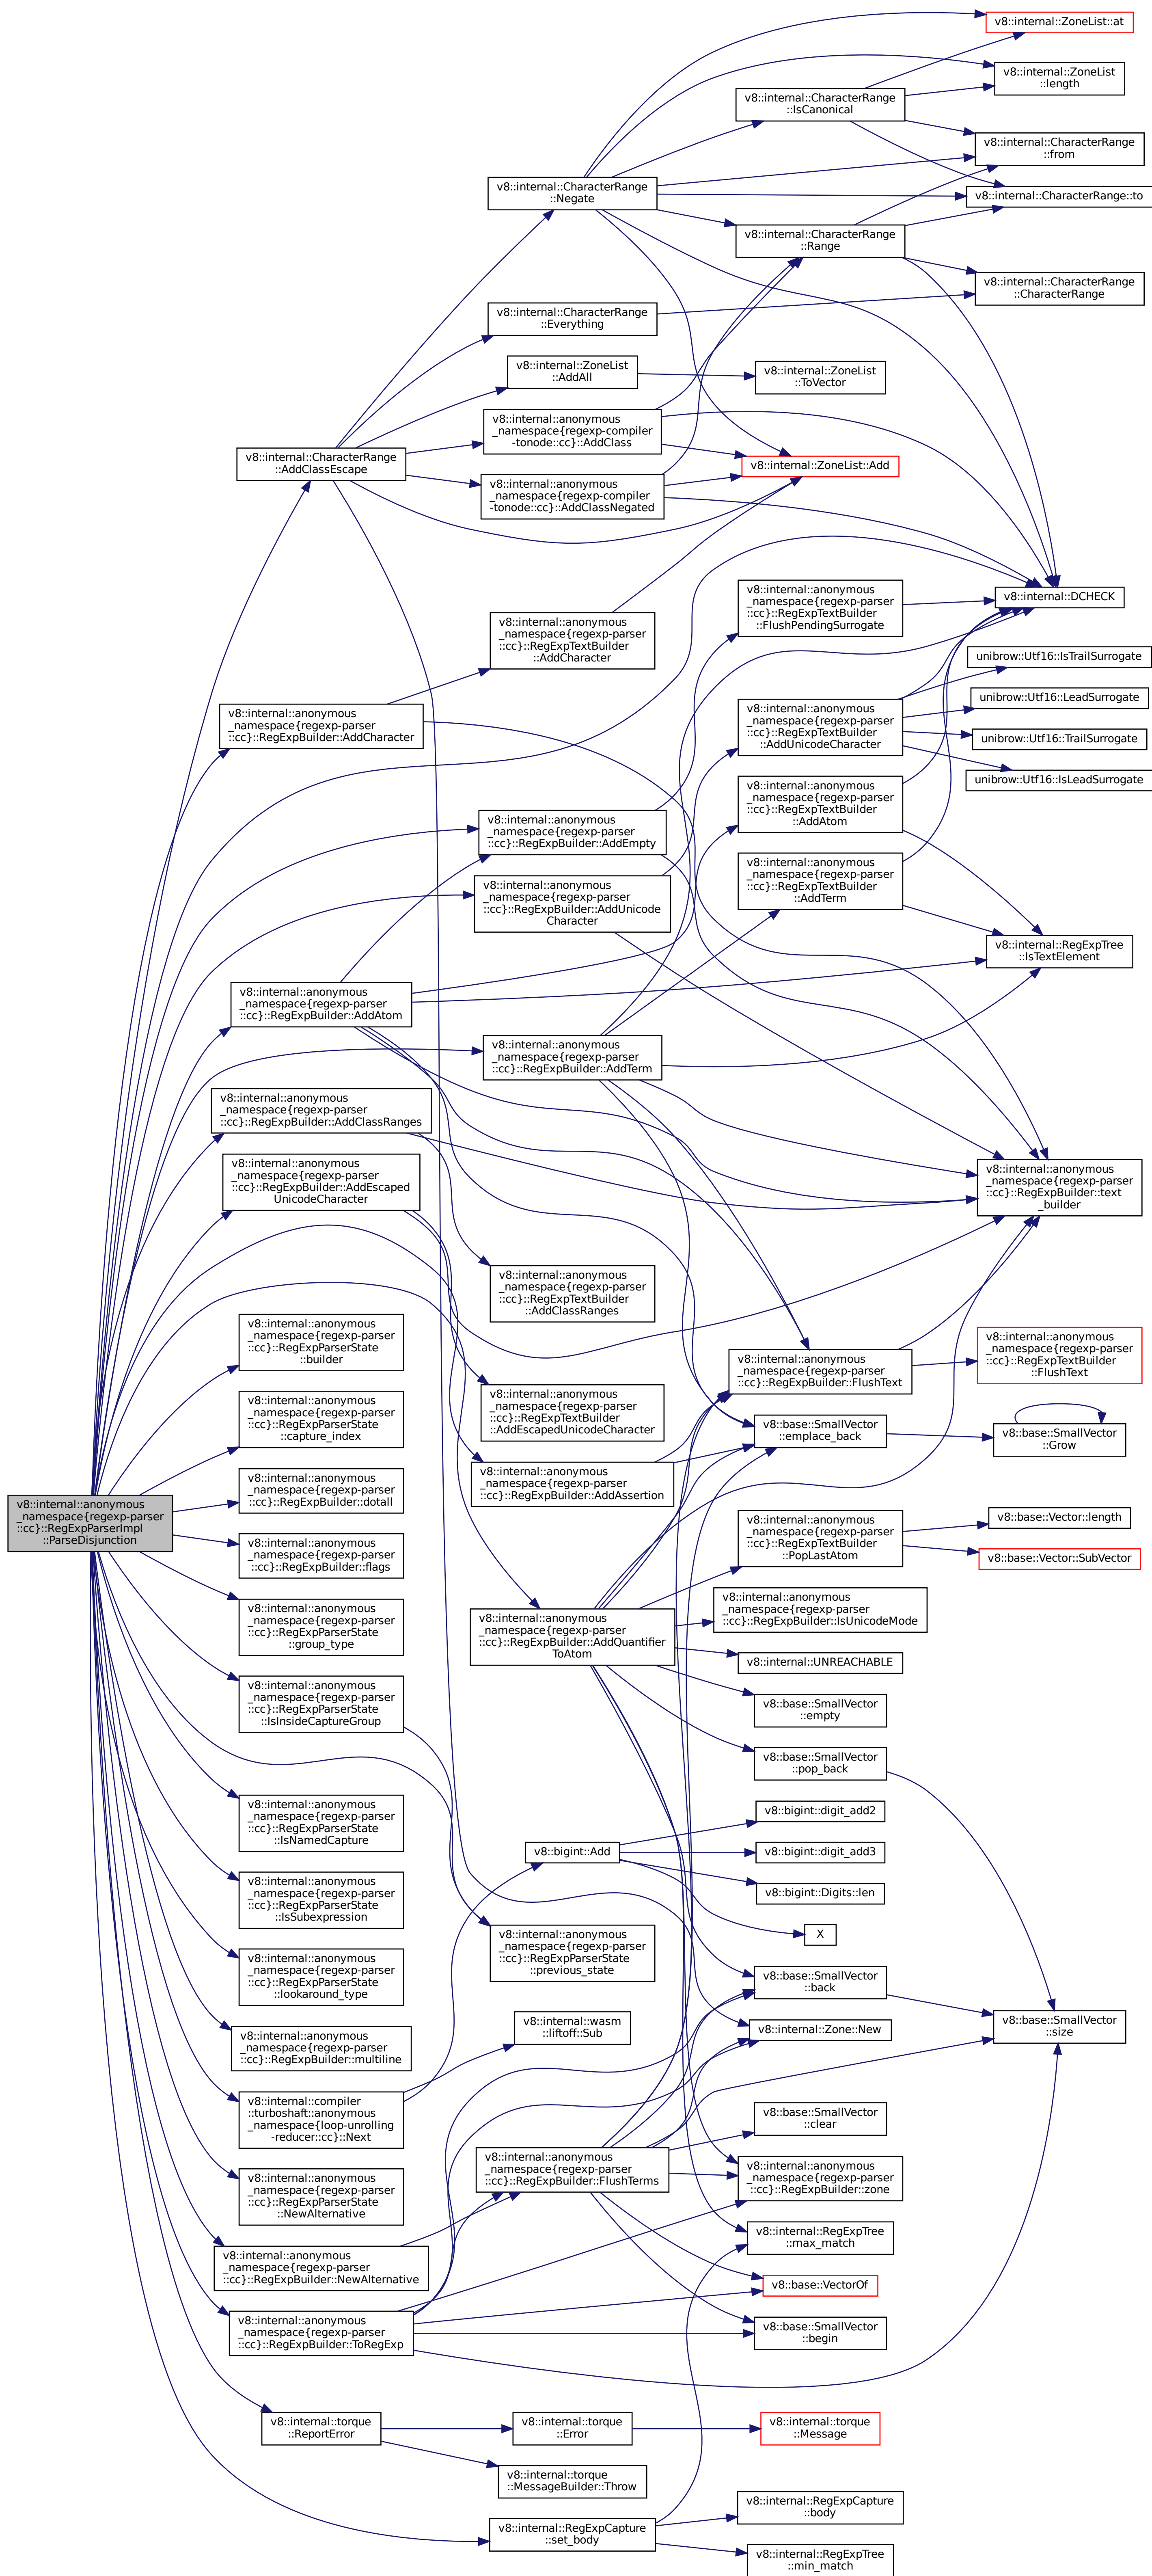 v8::internal::ZoneList::at
v8::internal::ZoneList
::length
v8::internal::CharacterRange
::IsCanonical
v8::internal::CharacterRange
::from
v8::internal::CharacterRange
::Negate
v8::internal::CharacterRange::to
v8::internal::CharacterRange
::Range
v8::internal::CharacterRange
::CharacterRange
v8::internal::CharacterRange
::Everything
v8::internal::ZoneList
::AddAll
v8::internal::ZoneList
::ToVector
v8::internal::anonymous
_namespace{regexp-compiler
-tonode::cc}::AddClass
v8::internal::CharacterRange
::AddClassEscape
v8::internal::ZoneList::Add
v8::internal::anonymous
_namespace{regexp-compiler
-tonode::cc}::AddClassNegated
v8::internal::DCHECK
v8::internal::anonymous
_namespace{regexp-parser
::cc}::RegExpTextBuilder
::FlushPendingSurrogate
v8::internal::anonymous
_namespace{regexp-parser
::cc}::RegExpTextBuilder
::AddCharacter
unibrow::Utf16::IsTrailSurrogate
unibrow::Utf16::LeadSurrogate
v8::internal::anonymous
_namespace{regexp-parser
::cc}::RegExpBuilder::AddCharacter
v8::internal::anonymous
_namespace{regexp-parser
::cc}::RegExpTextBuilder
::AddUnicodeCharacter
unibrow::Utf16::TrailSurrogate
unibrow::Utf16::IsLeadSurrogate
v8::internal::anonymous
_namespace{regexp-parser
::cc}::RegExpTextBuilder
::AddAtom
v8::internal::anonymous
_namespace{regexp-parser
::cc}::RegExpBuilder::AddEmpty
v8::internal::anonymous
_namespace{regexp-parser
::cc}::RegExpTextBuilder
::AddTerm
v8::internal::anonymous
_namespace{regexp-parser
::cc}::RegExpBuilder::AddUnicode
Character
v8::internal::RegExpTree
::IsTextElement
v8::internal::anonymous
_namespace{regexp-parser
::cc}::RegExpBuilder::AddAtom
v8::internal::anonymous
_namespace{regexp-parser
::cc}::RegExpBuilder::AddTerm
v8::internal::anonymous
_namespace{regexp-parser
::cc}::RegExpBuilder::AddClassRanges
v8::internal::anonymous
_namespace{regexp-parser
::cc}::RegExpBuilder::AddEscaped
UnicodeCharacter
v8::internal::anonymous
_namespace{regexp-parser
::cc}::RegExpBuilder::text
_builder
v8::internal::anonymous
_namespace{regexp-parser
::cc}::RegExpTextBuilder
::AddClassRanges
v8::internal::anonymous
_namespace{regexp-parser
::cc}::RegExpParserState
::builder
v8::internal::anonymous
_namespace{regexp-parser
::cc}::RegExpBuilder::FlushText
v8::internal::anonymous
_namespace{regexp-parser
::cc}::RegExpTextBuilder
::FlushText
v8::internal::anonymous
_namespace{regexp-parser
::cc}::RegExpParserState
::capture_index
v8::internal::anonymous
_namespace{regexp-parser
::cc}::RegExpTextBuilder
::AddEscapedUnicodeCharacter
v8::base::SmallVector
::emplace_back
v8::base::SmallVector
::Grow
v8::internal::anonymous
_namespace{regexp-parser
::cc}::RegExpBuilder::dotall
v8::internal::anonymous
_namespace{regexp-parser
::cc}::RegExpBuilder::AddAssertion
v8::internal::anonymous
_namespace{regexp-parser
::cc}::RegExpParserImpl
::ParseDisjunction
v8::internal::anonymous
_namespace{regexp-parser
::cc}::RegExpTextBuilder
::PopLastAtom
v8::base::Vector::length
v8::base::Vector::SubVector
v8::internal::anonymous
_namespace{regexp-parser
::cc}::RegExpBuilder::flags
v8::internal::anonymous
_namespace{regexp-parser
::cc}::RegExpBuilder::IsUnicodeMode
v8::internal::anonymous
_namespace{regexp-parser
::cc}::RegExpParserState
::group_type
v8::internal::anonymous
_namespace{regexp-parser
::cc}::RegExpBuilder::AddQuantifier
ToAtom
v8::internal::UNREACHABLE
v8::internal::anonymous
_namespace{regexp-parser
::cc}::RegExpParserState
::IsInsideCaptureGroup
v8::base::SmallVector
::empty
v8::base::SmallVector
::pop_back
v8::internal::anonymous
_namespace{regexp-parser
::cc}::RegExpParserState
::IsNamedCapture
v8::bigint::digit_add2
v8::bigint::Add
v8::bigint::digit_add3
v8::bigint::Digits::len
v8::internal::anonymous
_namespace{regexp-parser
::cc}::RegExpParserState
::IsSubexpression
X
v8::internal::anonymous
_namespace{regexp-parser
::cc}::RegExpParserState
::previous_state
v8::internal::anonymous
_namespace{regexp-parser
::cc}::RegExpParserState
::lookaround_type
v8::base::SmallVector
::back
v8::internal::wasm
::liftoff::Sub
v8::internal::Zone::New
v8::base::SmallVector
::size
v8::internal::anonymous
_namespace{regexp-parser
::cc}::RegExpBuilder::multiline
v8::internal::compiler
::turboshaft::anonymous
_namespace{loop-unrolling
-reducer::cc}::Next
v8::base::SmallVector
::clear
v8::internal::anonymous
_namespace{regexp-parser
::cc}::RegExpBuilder::FlushTerms
v8::internal::anonymous
_namespace{regexp-parser
::cc}::RegExpBuilder::zone
v8::internal::anonymous
_namespace{regexp-parser
::cc}::RegExpParserState
::NewAlternative
v8::internal::RegExpTree
::max_match
v8::internal::anonymous
_namespace{regexp-parser
::cc}::RegExpBuilder::NewAlternative
v8::base::VectorOf
v8::internal::anonymous
_namespace{regexp-parser
::cc}::RegExpBuilder::ToRegExp
v8::base::SmallVector
::begin
v8::internal::torque
::ReportError
v8::internal::torque
::Error
v8::internal::torque
::Message
v8::internal::torque
::MessageBuilder::Throw
v8::internal::RegExpCapture
::body
v8::internal::RegExpCapture
::set_body
v8::internal::RegExpTree
::min_match